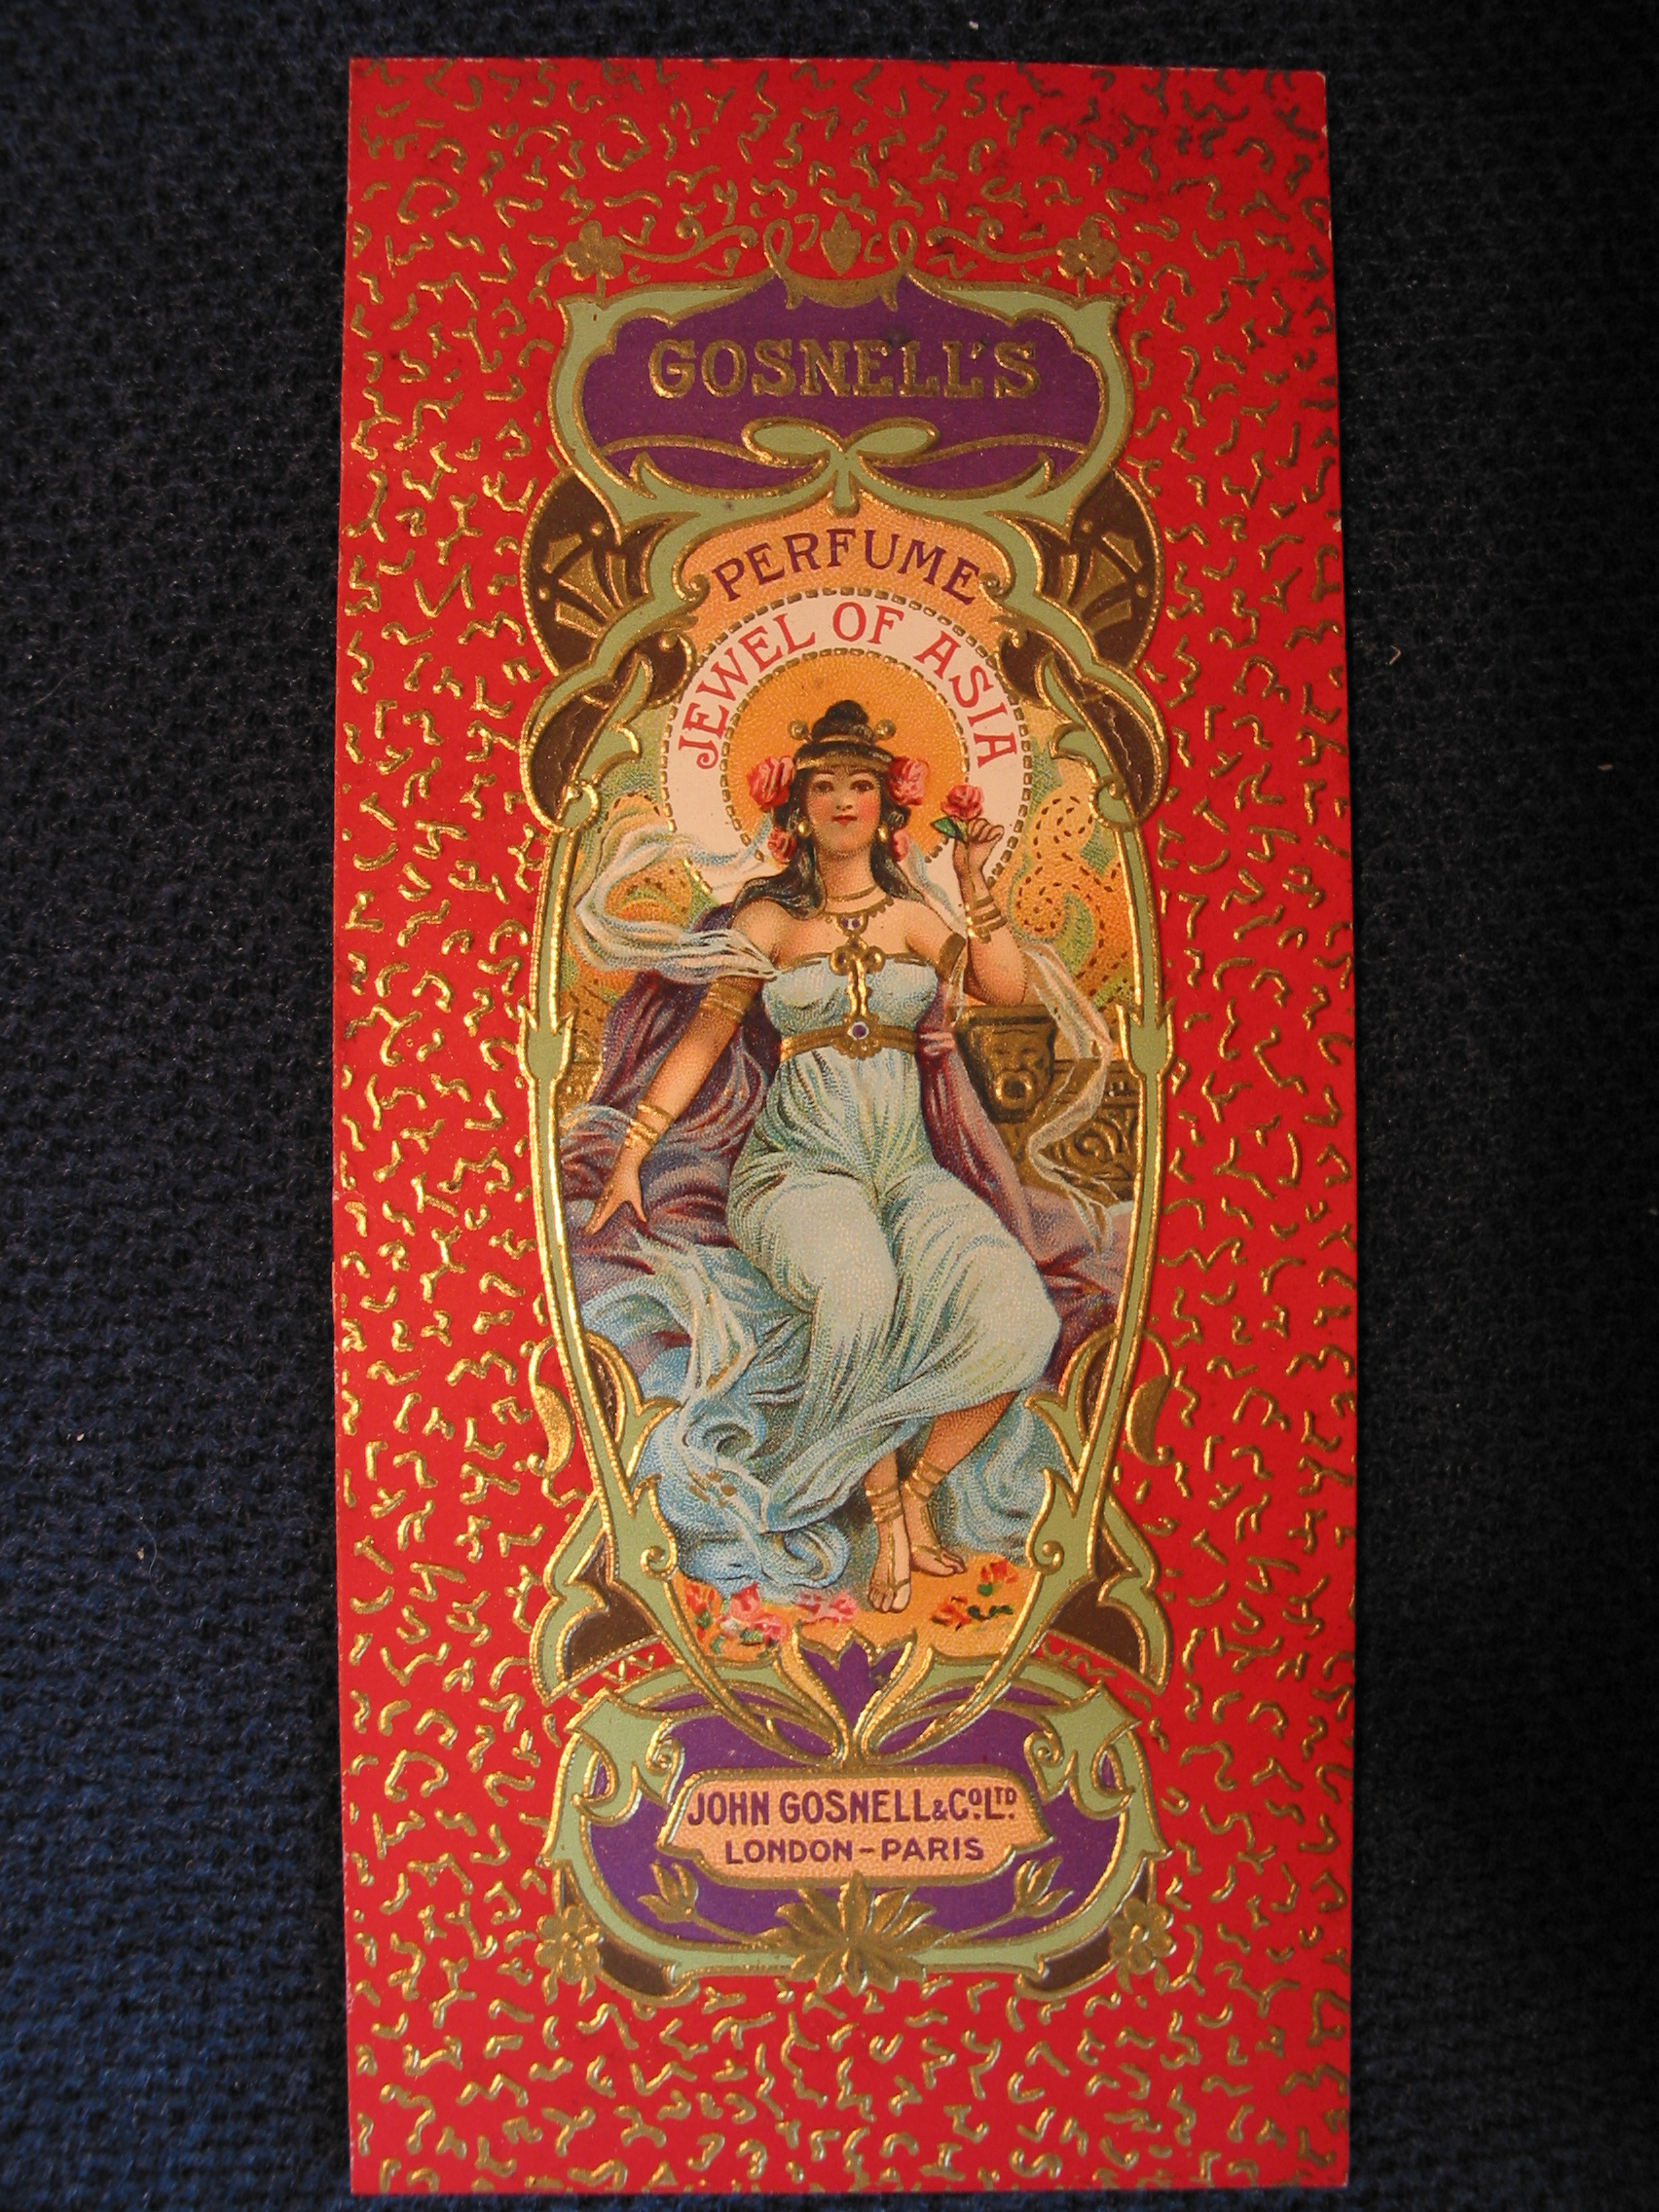 GOSNELL'S
PERFUME
JEWEL OF ASIA
JOHN GOSNELL & Co. LTD.
LONDON – PARIS